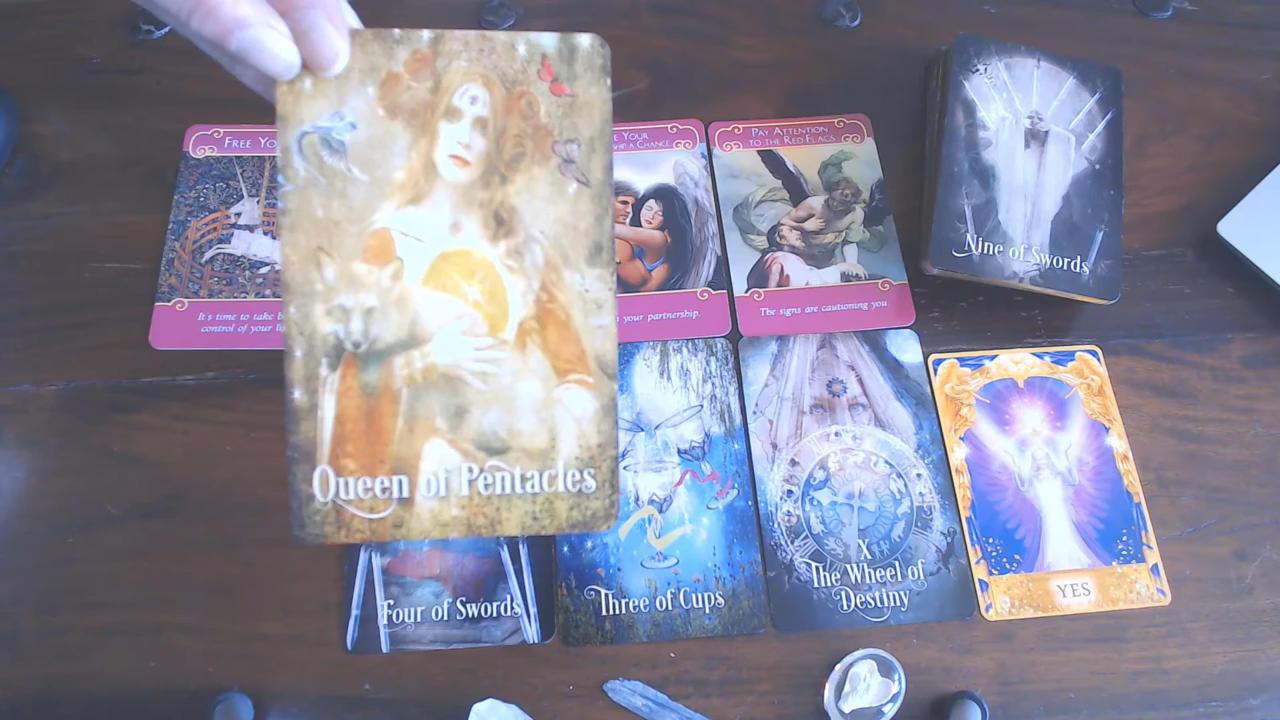 Queen of Pentacles
FREE YO
It's time to take b
control of your li
E YOUR
SHIP A CHANCE
your partnership.
PAY ATTENTION
TO THE RED FLAGS
The signs are cautioning you.
Nine of Swords
Four of Swords
Three of Cups
X
The Wheel of
Destiny
YES